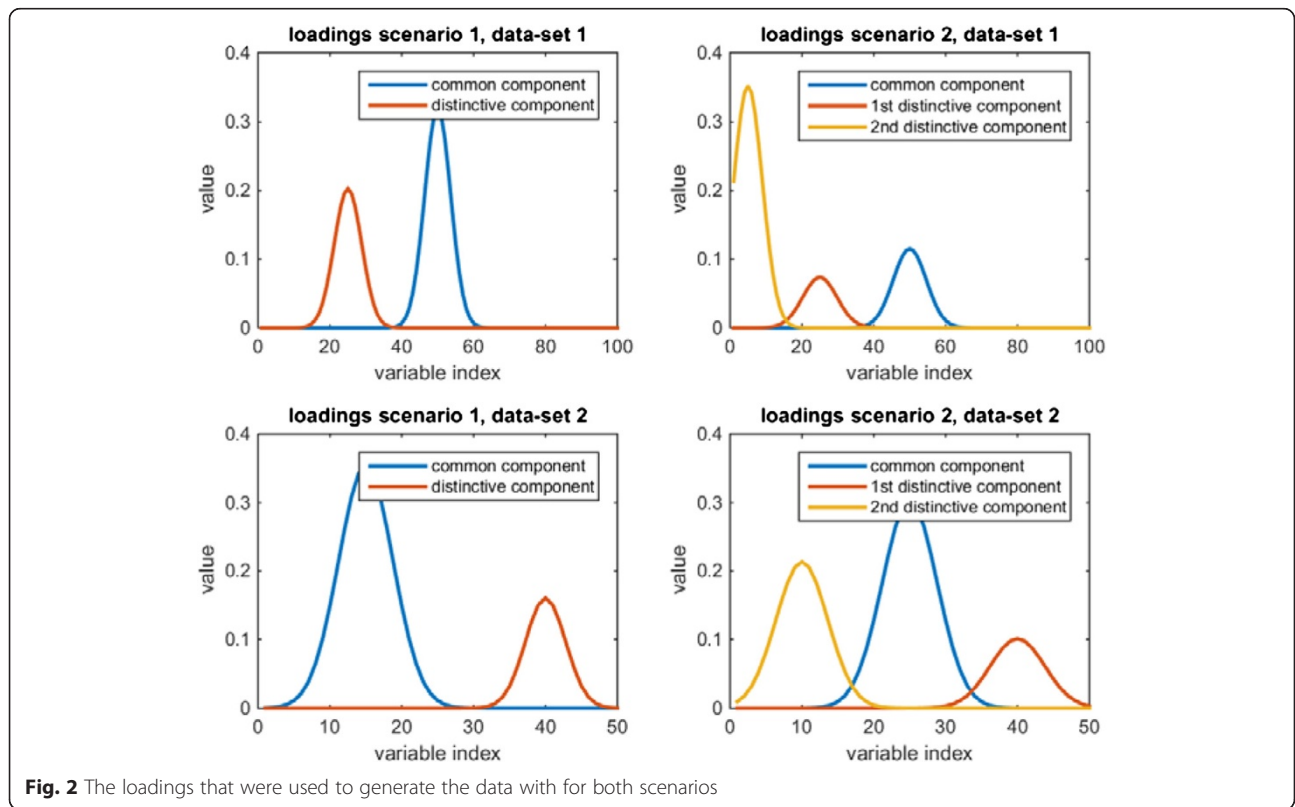 loadings scenario 1, data-set 1
0.4
0.3
0.2
0.1
0
value
common component
distinctive component
0 20 40 60 80 100
variable index
loadings scenario 2, data-set 1
0.4
0.3
0.2
0.1
0
value
common component
1st distinctive component
2nd distinctive component
0 20 40 60 80 100
variable index
loadings scenario 1, data-set 2
0.4
0.3
0.2
0.1
0
value
common component
distinctive component
0 10 20 30 40 50
variable index
loadings scenario 2, data-set 2
0.4
0.3
0.2
0.1
0
value
common component
1st distinctive component
2nd distinctive component
0 10 20 30 40 50
variable index
Fig. 2 The loadings that were used to generate the data with for both scenarios